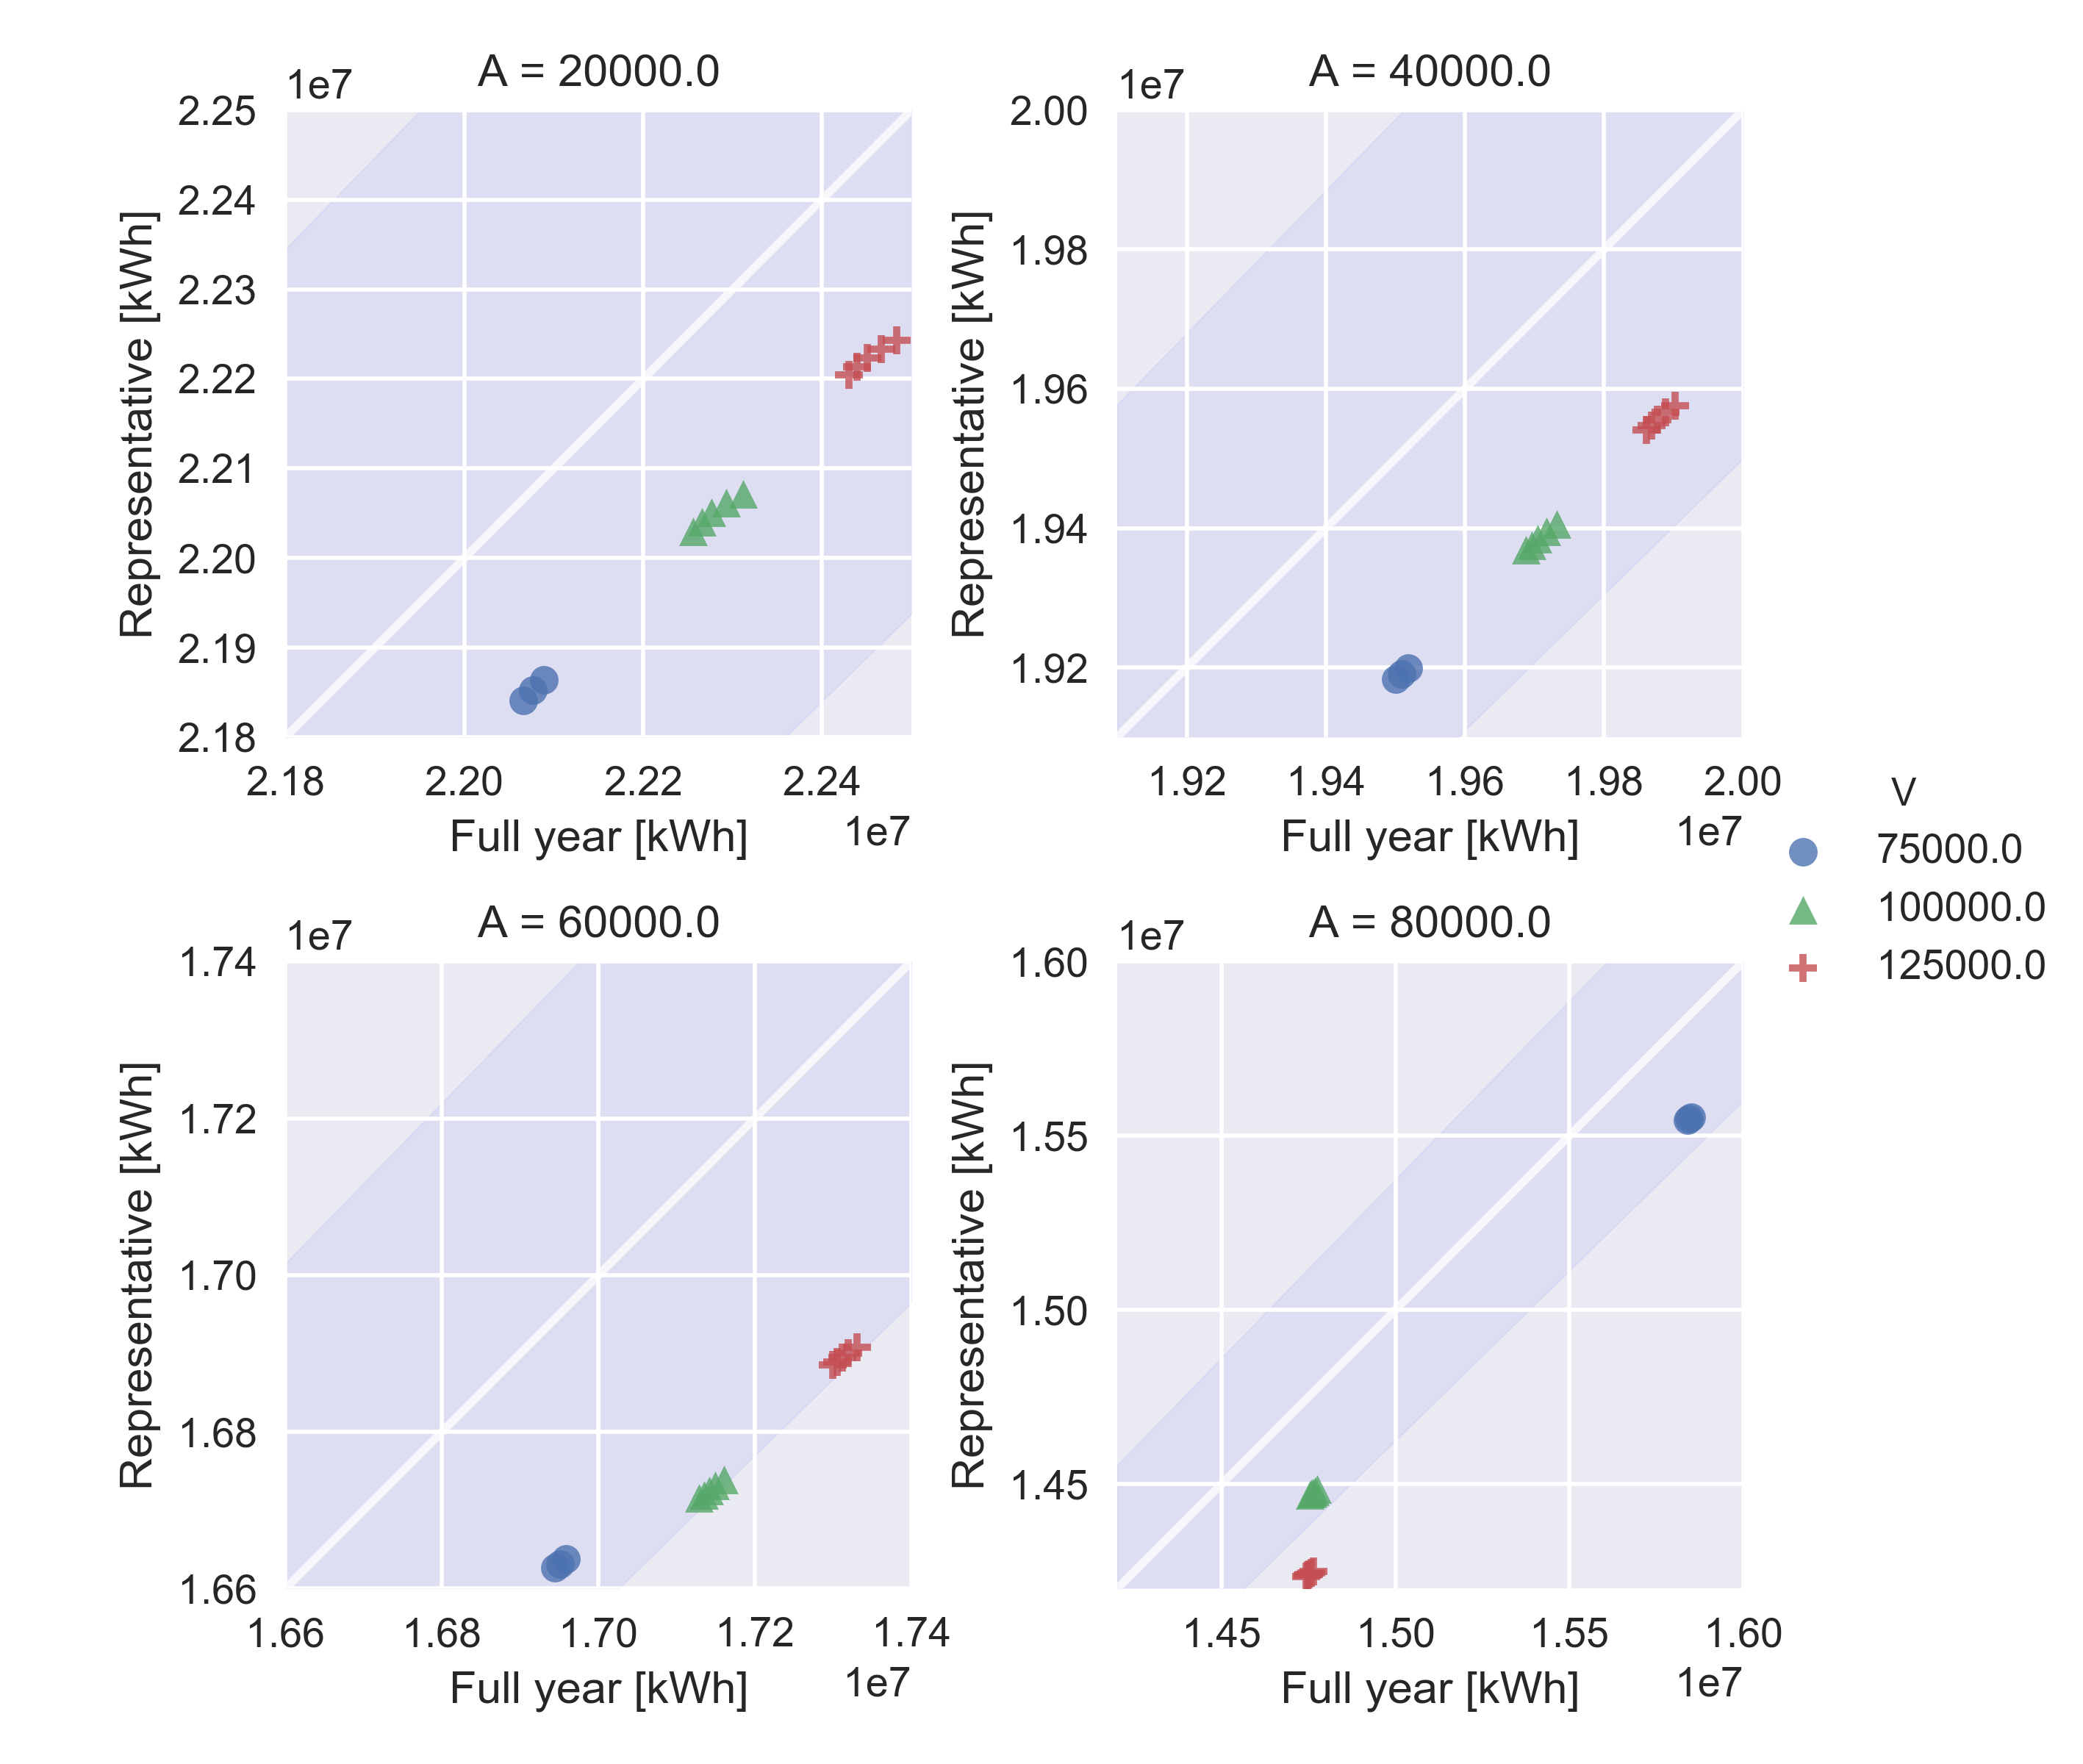 A = 20000.0
1e7
2.25
2.24
2.23
2.22
2.21
2.20
2.19
2.18
Representative [kWh]
2.18 2.20 2.22 2.24
Full year [kWh]
1e7
A = 40000.0
1e7
2.00
1.98
1.96
1.94
1.92
Representative [kWh]
1.92 1.94 1.96 1.98 2.00
Full year [kWh]
1e7
V
75000.0
100000.0
125000.0
A = 60000.0
1e7
1.74
1.72
1.70
1.68
1.66
Representative [kWh]
1.66 1.68 1.70 1.72 1.74
Full year [kWh]
1e7
A = 80000.0
1e7
1.60
1.55
1.50
1.45
Representative [kWh]
1.45 1.50 1.55 1.60
Full year [kWh]
1e7